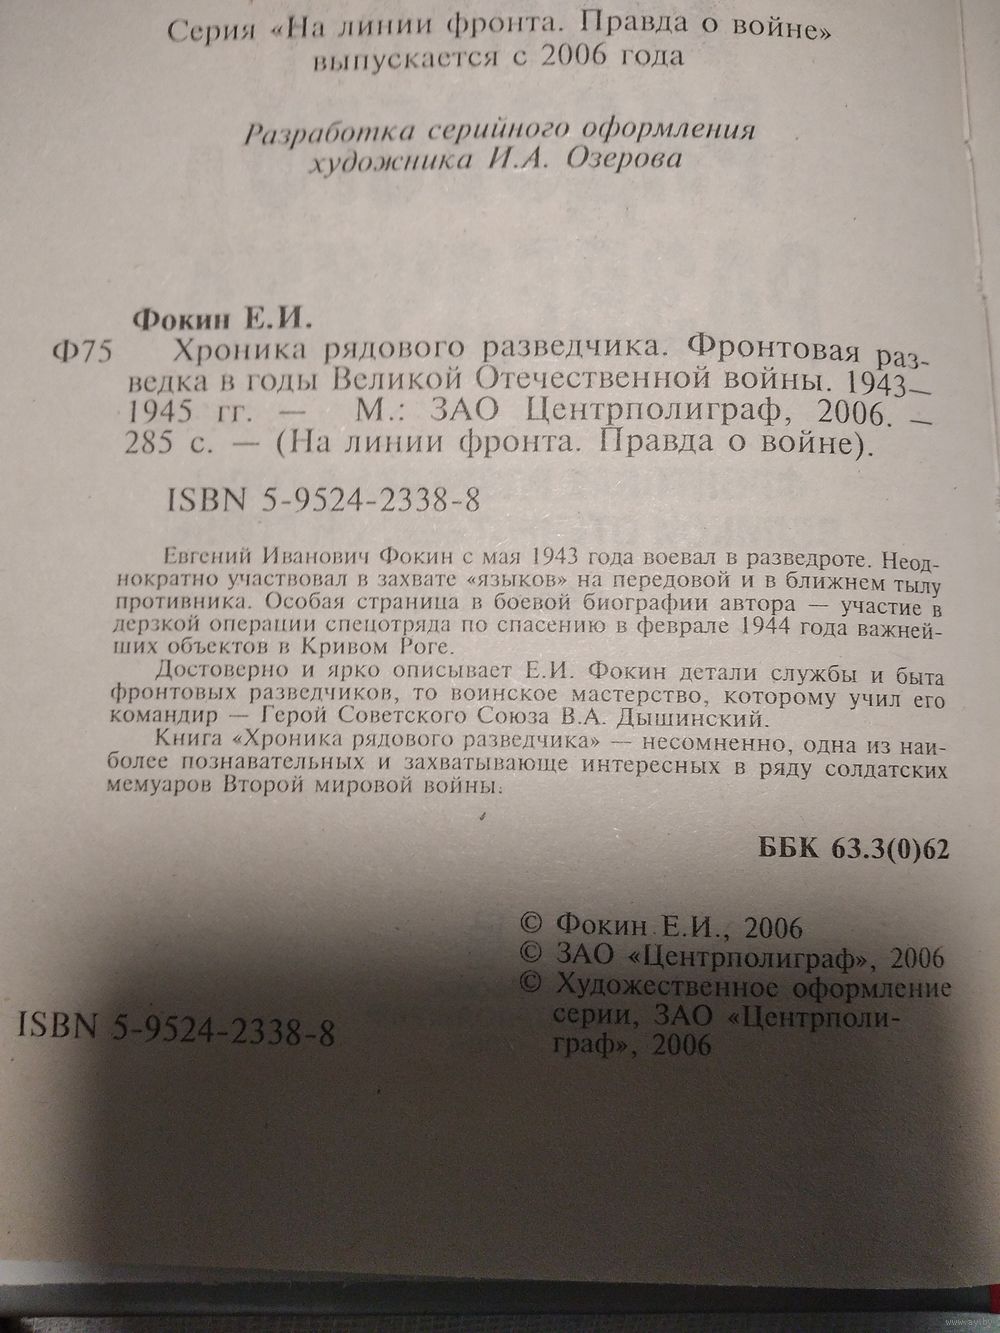 Серия «На линии фронта. Правда о войне»
выпускается с 2006 года
Разработка серийного оформления
художника И.А. Озерова
Фокин Е.И.
Ф75 Хроника рядового разведчика. Фронтовая раз-
ведка в годы Великой Отечественной войны. 1943—
1945 гг. — М.: ЗАО Центрполиграф, 2006. —
285 с. — (На линии фронта. Правда о войне).
ISBN 5-9524-2338-8
Евгений Иванович Фокин с мая 1943 года воевал в разведроте. Неод-
нократно участвовал в захвате «языков» на передовой и в ближнем тылу
противника. Особая страница в боевой биографии автора — участие в
дерзкой операции спецотряда по спасению в феврале 1944 года важней-
ших объектов в Кривом Роге.
Достоверно и ярко описывает Е.И. Фокин детали службы и быта
фронтовых разведчиков, то воинское мастерство, которому учил его
командир — Герой Советского Союза В.А. Дышинский.
Книга «Хроника рядового разведчика» — несомненно, одна из наи-
более познавательных и захватывающе интересных в ряду солдатских
мемуаров Второй мировой войны.
ББК 63.3(0)62
© Фокин Е.И., 2006
© ЗАО «Центрполиграф», 2006
© Художественное оформление
серии, ЗАО «Центрполи-
граф», 2006
ISBN 5-9524-2338-8
www.ay.by